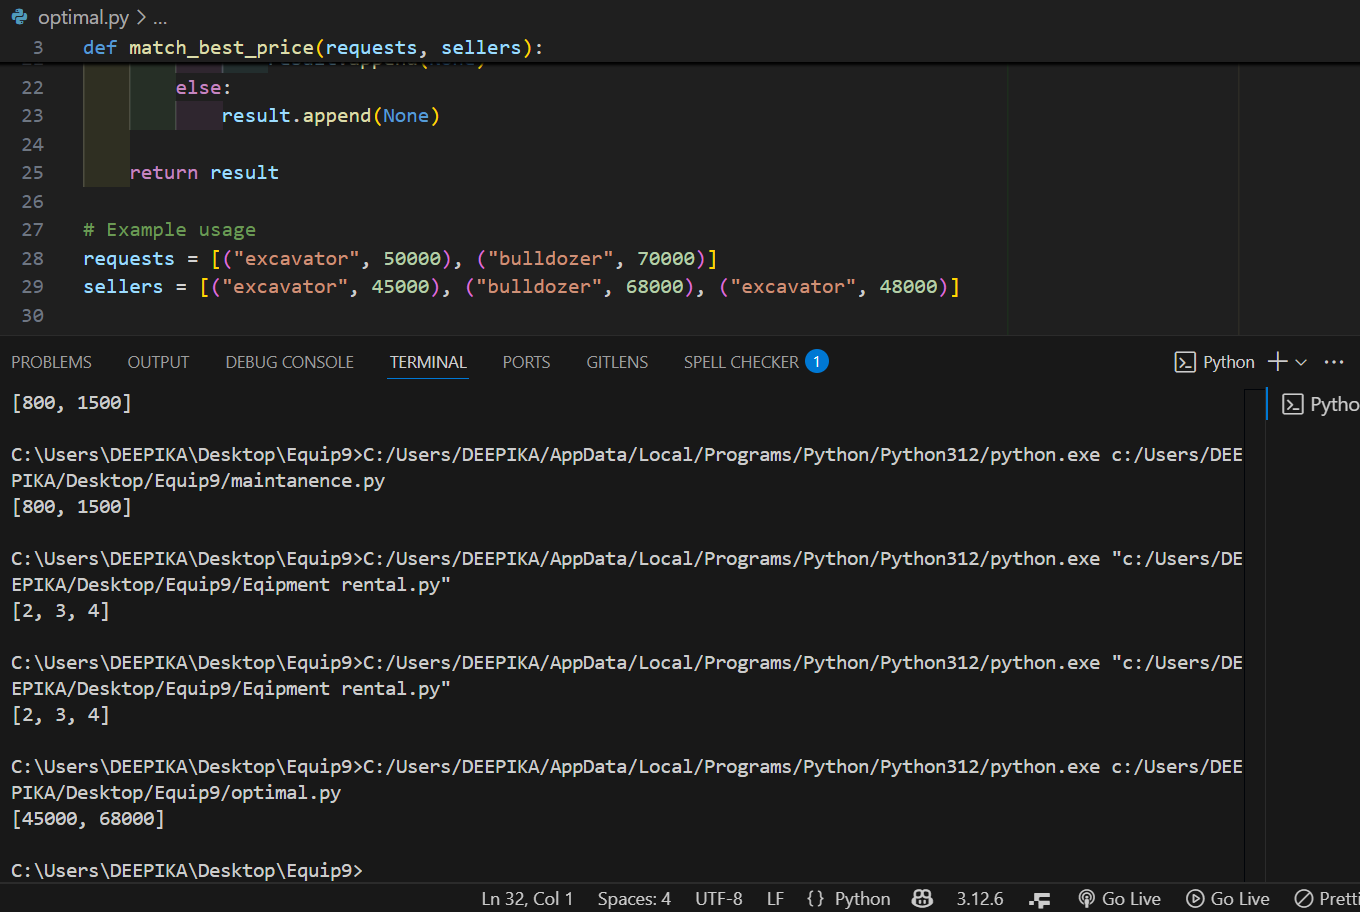 optimal.py > ...
3 def match_best_price(requests, sellers):
22 else:
23 result.append(None)
24
25 return result
26
27 # Example usage
28 requests = [("excavator", 50000), ("bulldozer", 70000)]
29 sellers = [("excavator", 45000), ("bulldozer", 68000), ("excavator", 48000)]
30
PROBLEMS OUTPUT DEBUG CONSOLE TERMINAL PORTS GITLENS SPELL CHECKER 1 Python
[800, 1500]
Pytho
C:\Users\DEEPIKA\Desktop\Equip9>C:/Users/DEEPIKA/AppData/Local/Programs/Python/Python312/python.exe c:/Users/DEE
PIKA/Desktop/Equip9/maintanence.py
[800, 1500]
C:\Users\DEEPIKA\Desktop\Equip9>C:/Users/DEEPIKA/AppData/Local/Programs/Python/Python312/python.exe "c:/Users/DE
EPIKA/Desktop/Equip9/Eqipment rental.py"
[2, 3, 4]
C:\Users\DEEPIKA\Desktop\Equip9>C:/Users/DEEPIKA/AppData/Local/Programs/Python/Python312/python.exe "c:/Users/DE
EPIKA/Desktop/Equip9/Eqipment rental.py"
[2, 3, 4]
C:\Users\DEEPIKA\Desktop\Equip9>C:/Users/DEEPIKA/AppData/Local/Programs/Python/Python312/python.exe c:/Users/DEE
PIKA/Desktop/Equip9/optimal.py
[45000, 68000]
C:\Users\DEEPIKA\Desktop\Equip9>
Ln 32, Col 1 Spaces: 4 UTF-8 LF {} Python 3.12.6 Go Live Go Live Pretti